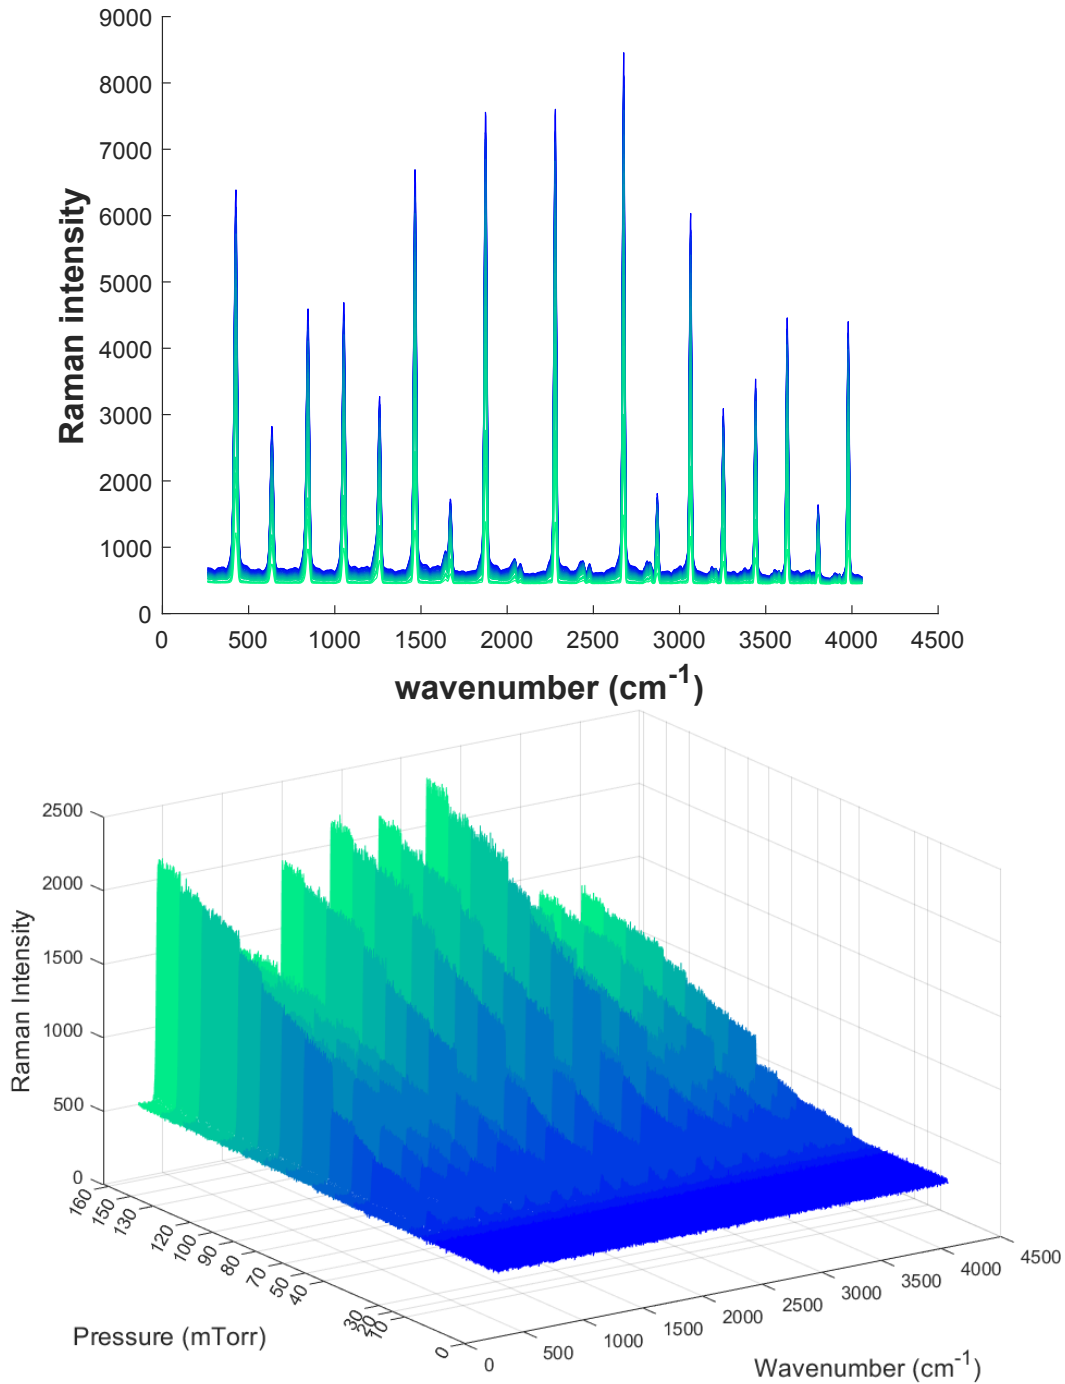 9000
8000
7000
6000
5000
4000
3000
2000
1000
0
Raman intensity
0 500 1000 1500 2000 2500 3000 3500 4000 4500
wavenumber (cm-1)
2500
2000
1500
1000
500
0
Raman Intensity
160 150 130 120 100 90 80 70 50 40 30 20 10 0
Pressure (mTorr)
0 500 1000 1500 2000 2500 3000 3500 4000 4500
Wavenumber (cm-1)